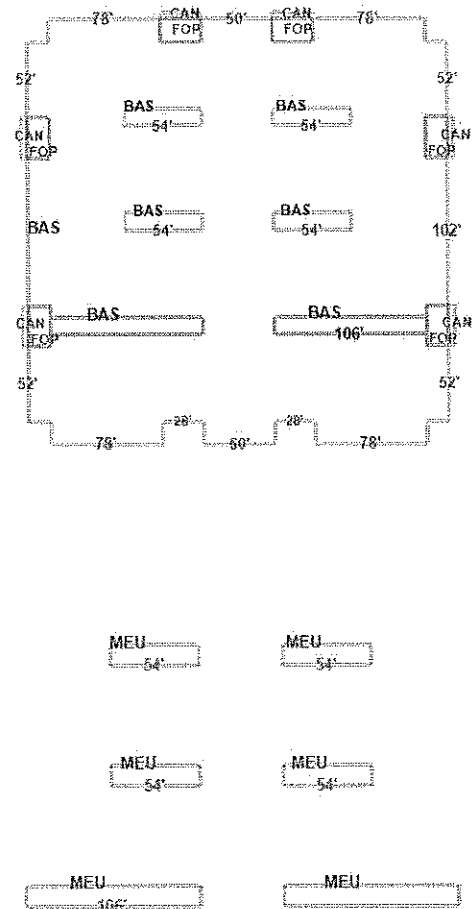 CAN CAN
78' 50' 78'
FOP FOP
52' 52'
BAS BAS
54' 54'
CAN CAN
FOP FOP
BAS BAS
BAS 54' 54' 102'
BAS BAS
CAN CAN
FOP 106' FOP
52' 52'
28' 28'
78' 50' 78'
MEU MEU
54' 54'
MEU MEU
54' 54'
MEU MEU
106'